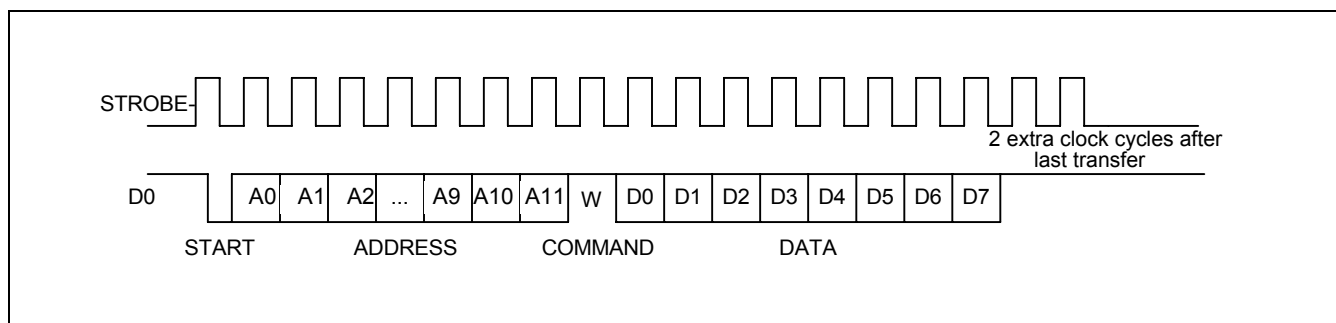 STROBE-
2 extra clock cycles after
last transfer
D0 A0 A1 A2 ... A9 A10 A11 W D0 D1 D2 D3 D4 D5 D6 D7
START ADDRESS COMMAND DATA